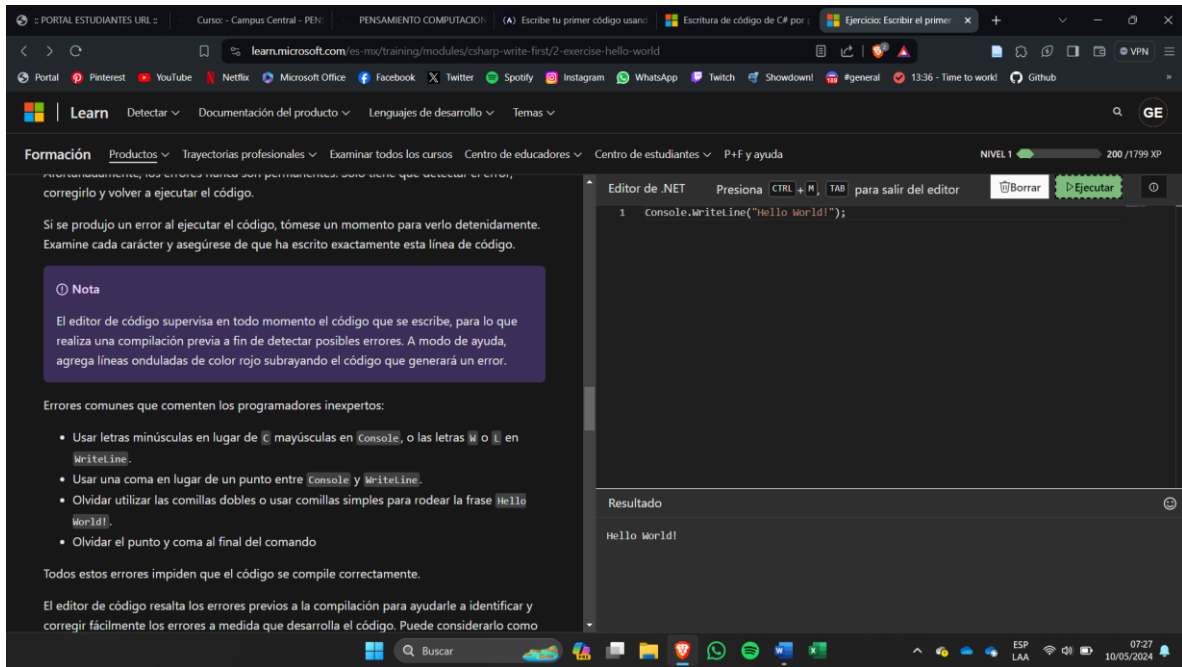 :: PORTAL ESTUDIANTES URL ::
Curso: - Campus Central - PEN
PENSAMIENTO COMPUTACION
(Λ) Escribe tu primer código usand
Escritura de código de C# por
Ejercicio: Escribir el primer
learn.microsoft.com/es-mx/training/modules/csharp-write-first/2-exercise-hello-world
VPN
Portal Pinterest YouTube Netflix Microsoft Office Facebook Twitter Spotify Instagram WhatsApp Twitch Showdown! #general 13:36 - Time to work! Github
Learn Detectar Documentación del producto Lenguajes de desarrollo Temas
GE
Formación Productos Trayectorias profesionales Examinar todos los cursos Centro de educadores Centro de estudiantes P+F y ayuda
NIVEL 1 200 /1799 XP
Afortunadamente, los errores nunca son permanentes. Solo tiene que detectar el error,
corregirlo y volver a ejecutar el código.
Si se produjo un error al ejecutar el código, tómese un momento para verlo detenidamente.
Examine cada carácter y asegúrese de que ha escrito exactamente esta línea de código.
Nota
El editor de código supervisa en todo momento el código que se escribe, para lo que
realiza una compilación previa a fin de detectar posibles errores. A modo de ayuda,
agrega líneas onduladas de color rojo subrayando el código que generará un error.
Errores comunes que comenten los programadores inexpertos:
• Usar letras minúsculas en lugar de C mayúsculas en Console, o las letras W o L en
WriteLine.
• Usar una coma en lugar de un punto entre Console y WriteLine.
• Olvidar utilizar las comillas dobles o usar comillas simples para rodear la frase Hello
World!.
• Olvidar el punto y coma al final del comando
Todos estos errores impiden que el código se compile correctamente.
El editor de código resalta los errores previos a la compilación para ayudarle a identificar y
corregir fácilmente los errores a medida que desarrolla el código. Puede considerarlo como
Editor de .NET Presiona CTRL + M, TAB para salir del editor
Borrar
Ejecutar
1 Console.WriteLine("Hello World!");
Resultado
Hello World!
Buscar
ESP
LAA
07:27
10/05/2024